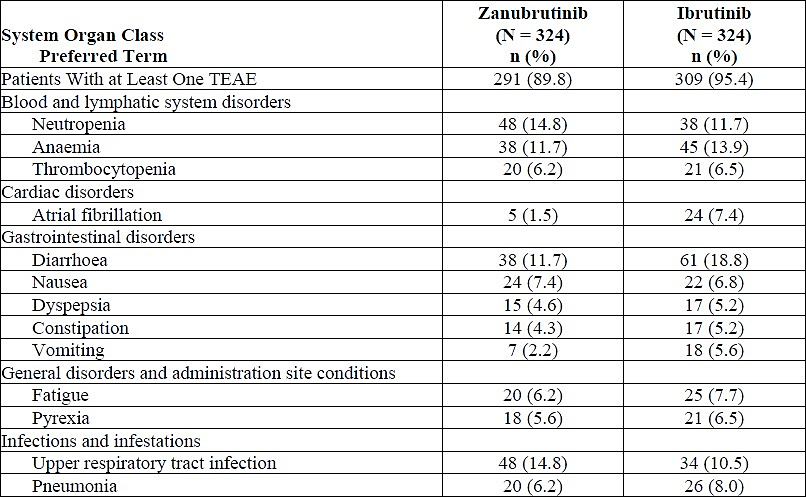 System Organ Class
Preferred Term
Zanubrutinib
(N = 324)
n (%)
Ibrutinib
(N = 324)
n (%)
Patients With at Least One TEAE 291 (89.8) 309 (95.4)
Blood and lymphatic system disorders
Neutropenia 48 (14.8) 38 (11.7)
Anaemia 38 (11.7) 45 (13.9)
Thrombocytopenia 20 (6.2) 21 (6.5)
Cardiac disorders
Atrial fibrillation 5 (1.5) 24 (7.4)
Gastrointestinal disorders
Diarrhoea 38 (11.7) 61 (18.8)
Nausea 24 (7.4) 22 (6.8)
Dyspepsia 15 (4.6) 17 (5.2)
Constipation 14 (4.3) 17 (5.2)
Vomiting 7 (2.2) 18 (5.6)
General disorders and administration site conditions
Fatigue 20 (6.2) 25 (7.7)
Pyrexia 18 (5.6) 21 (6.5)
Infections and infestations
Upper respiratory tract infection 48 (14.8) 34 (10.5)
Pneumonia 20 (6.2) 26 (8.0)